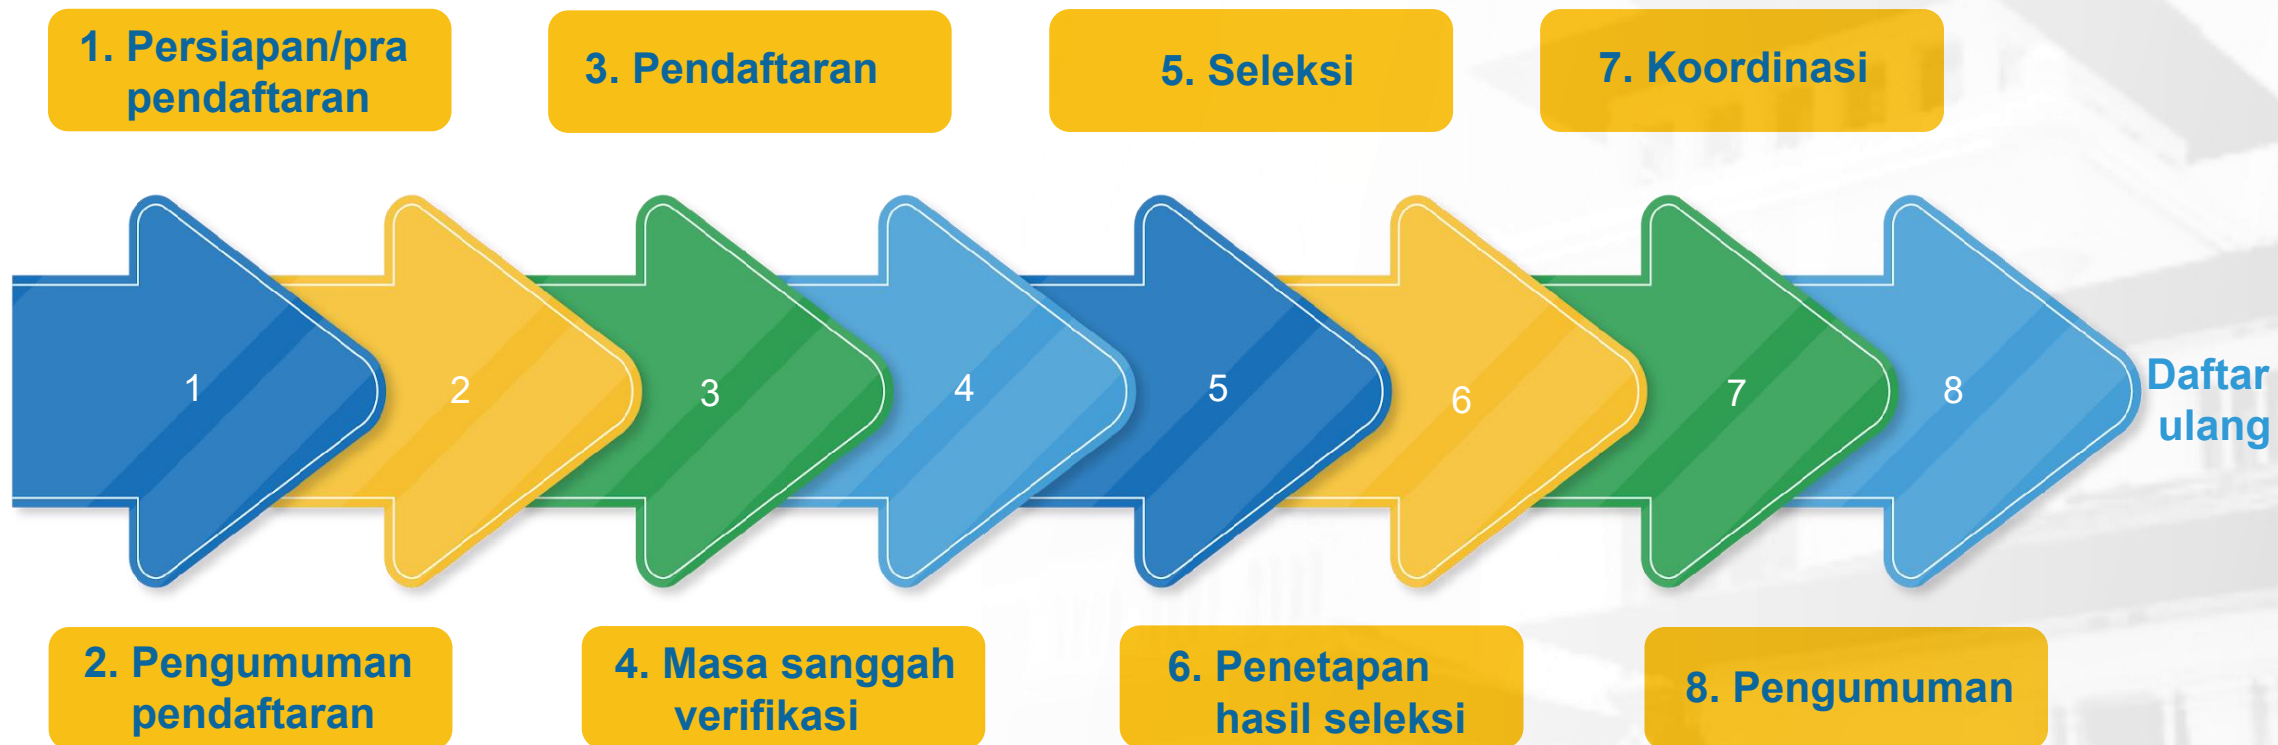 1. Persiapan/pra
pendaftaran
3. Pendaftaran
5. Seleksi
7. Koordinasi
1
2
3
4
5
6
7
8
Daftar
ulang
2. Pengumuman
pendaftaran
4. Masa sanggah
verifikasi
6. Penetapan
hasil seleksi
8. Pengumuman